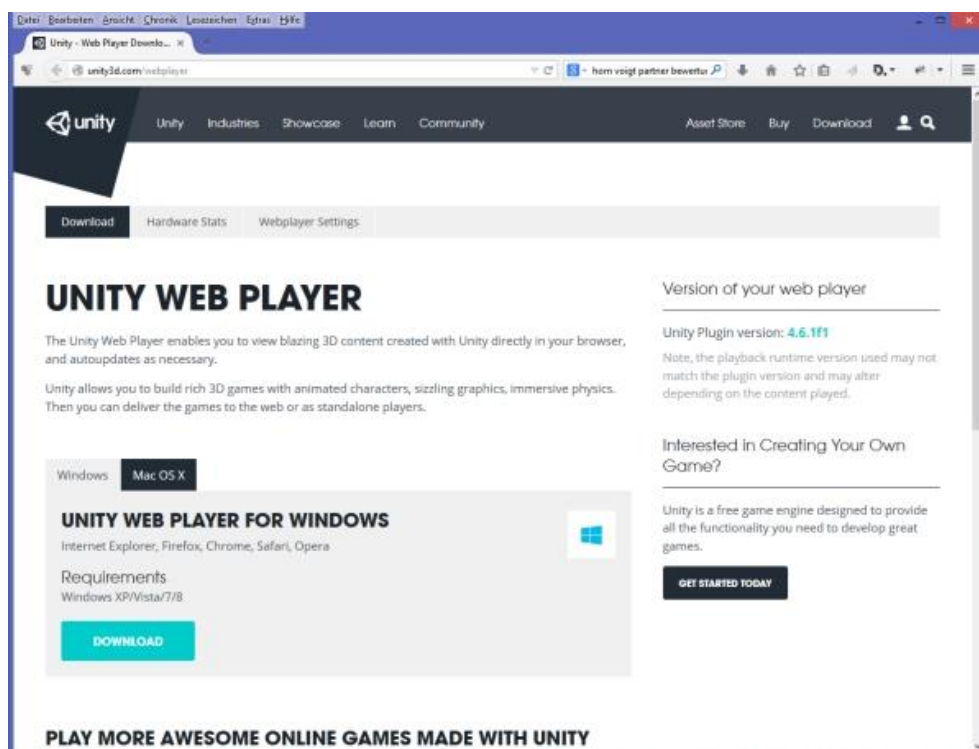 Datei Bearbeiten Ansicht Chronik Lesezeichen Extras Hilfe
Unity - Web Player Downlo... ×
unity3d.com/webplayer
horn voigt partner bewertu
unity Unity Industries Showcase Learn Community Asset Store Buy Download
Download Hardware Stats Webplayer Settings
UNITY WEB PLAYER
The Unity Web Player enables you to view blazing 3D content created with Unity directly in your browser,
and autoupdates as necessary.
Unity allows you to build rich 3D games with animated characters, sizzling graphics, immersive physics.
Then you can deliver the games to the web or as standalone players.
Windows Mac OS X
UNITY WEB PLAYER FOR WINDOWS
Internet Explorer, Firefox, Chrome, Safari, Opera
Requirements
Windows XP/Vista/7/8
DOWNLOAD
Version of your web player
Unity Plugin version: 4.6.1f1
Note, the playback runtime version used may not
match the plugin version and may alter
depending on the content played.
Interested in Creating Your Own
Game?
Unity is a free game engine designed to provide
all the functionality you need to develop great
games.
GET STARTED TODAY
PLAY MORE AWESOME ONLINE GAMES MADE WITH UNITY